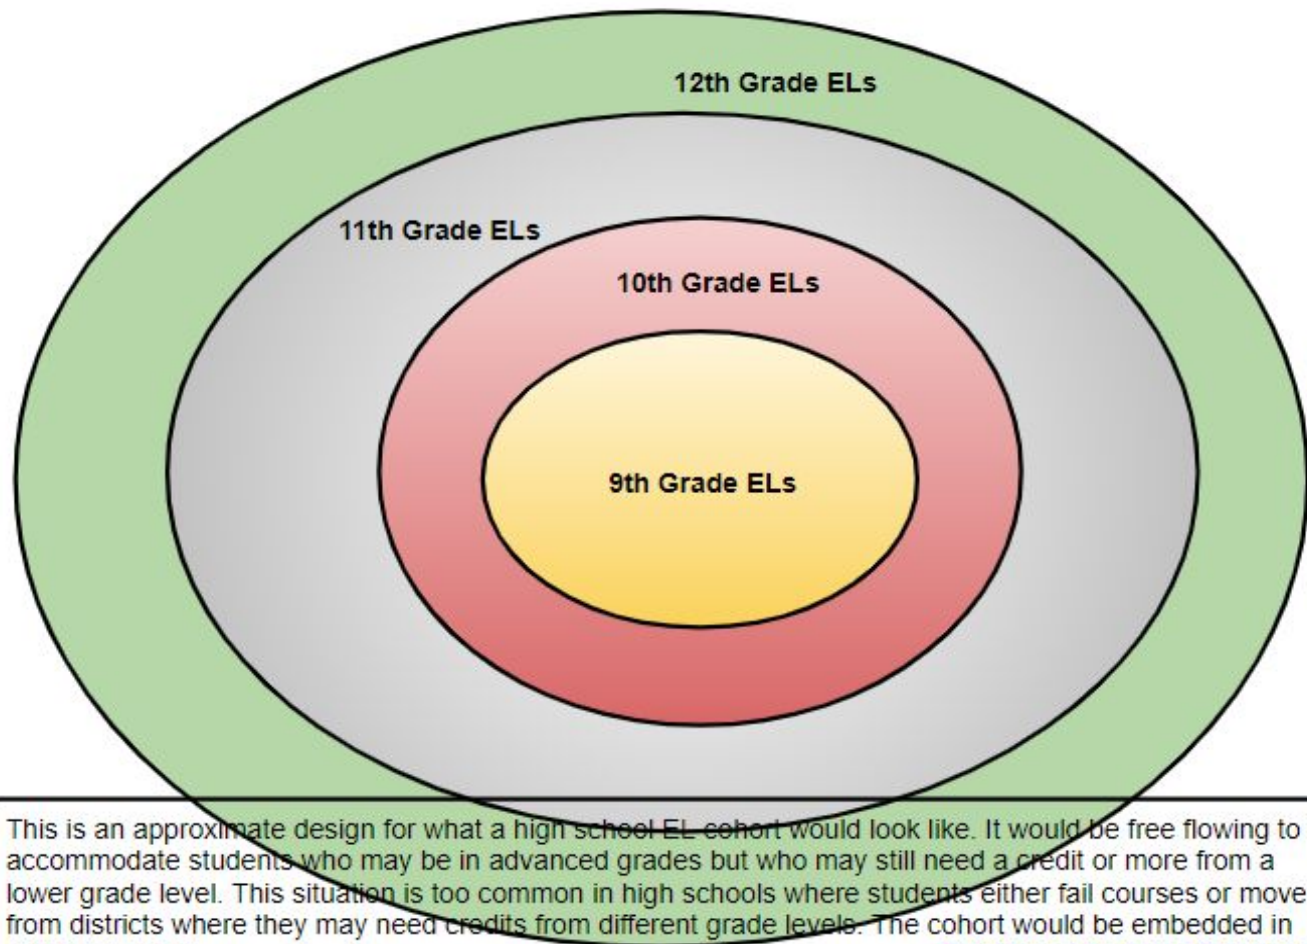 12th Grade ELs
11th Grade ELs
10th Grade ELs
9th Grade ELs
This is an approximate design for what a high school EL cohort would look like. It would be free flowing to
accommodate students who may be in advanced grades but who may still need a credit or more from a
lower grade level. This situation is too common in high schools where students either fail courses or move
from districts where they may need credits from different grade levels. The cohort would be embedded in